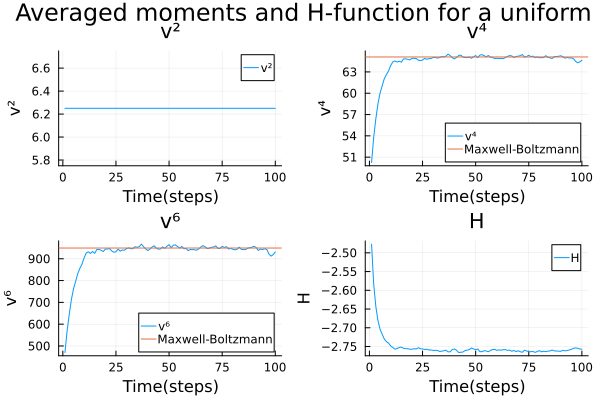 Averaged moments and H-function for a uniform
v²
v⁴
v²
6.6
6.4
6.2
6.0
5.8
v²
0
25
50
75
100
Time(steps)
v⁴
63
60
57
54
51
v⁴
Maxwell-Boltzmann
0
25
50
75
100
Time(steps)
v⁶
H
v⁶
900
800
700
600
500
v⁶
Maxwell-Boltzmann
0
25
50
75
100
Time(steps)
H
−2.50
−2.55
−2.60
−2.65
−2.70
−2.75
H
0
25
50
75
100
Time(steps)